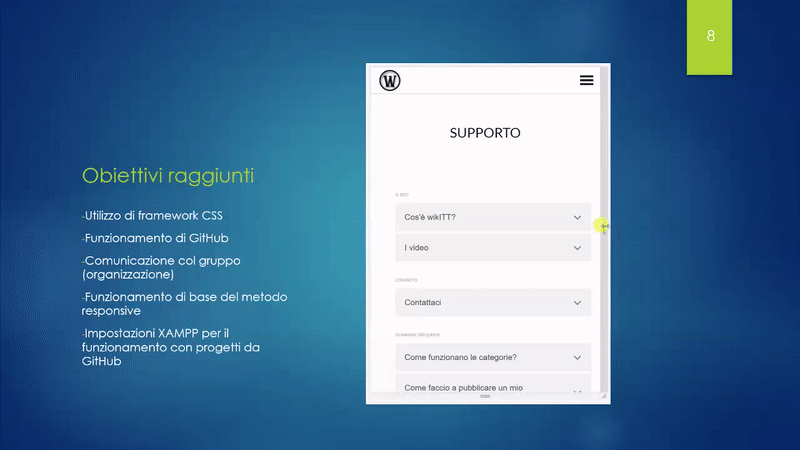 8
W
SUPPORTO
Obiettivi raggiunti
-Utilizzo di framework CSS
-Funzionamento di GitHub
-Comunicazione col gruppo
(organizzazione)
-Funzionamento di base del metodo
responsive
-Impostazioni XAMPP per il
funzionamento con progetti da
GitHub
IL SITO
Cos'è wikITT?
I video
CONTATTO
Contattaci
DOMANDE FREQUENTI
Come funzionano le categorie?
Come faccio a pubblicare un mio